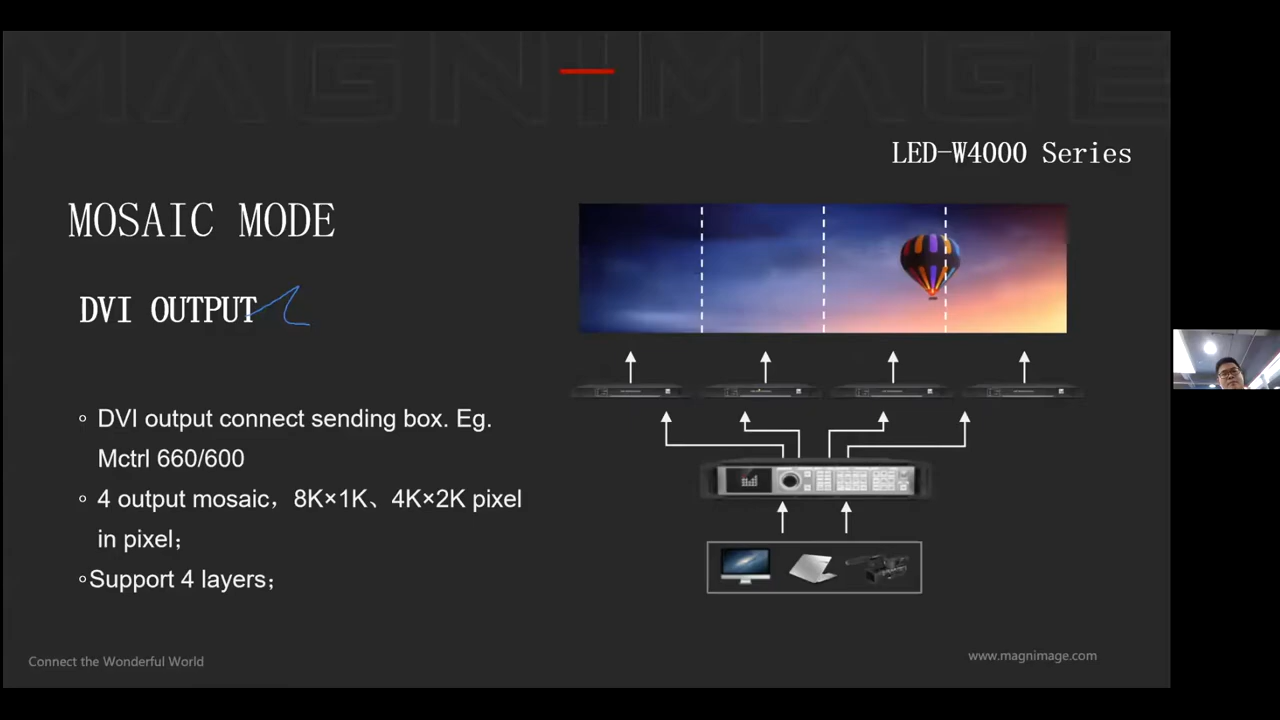 MAGNIMAGE
LED-W4000 Series
MOSAIC MODE
DVI OUTPUT
◦ DVI output connect sending box. Eg.
Mctrl 660/600
◦ 4 output mosaic，8K×1K、4K×2K pixel
in pixel；
◦Support 4 layers；
Connect the Wonderful World
www.magnimage.com